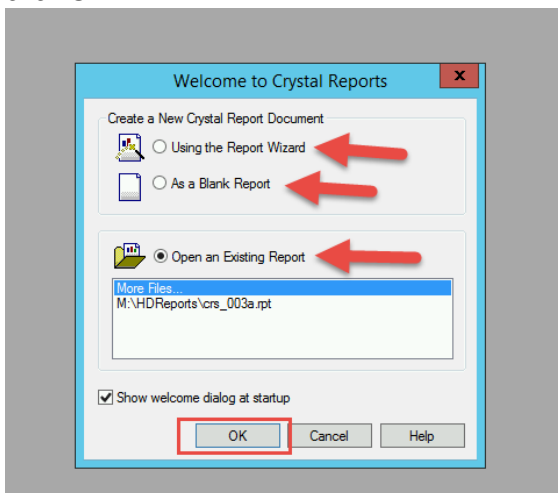 Welcome to Crystal Reports
x
Create a New Crystal Report Document
Using the Report Wizard
As a Blank Report
Open an Existing Report
More Files...
M:\HDReports\crs_003a.rpt
Show welcome dialog at startup
OK Cancel Help